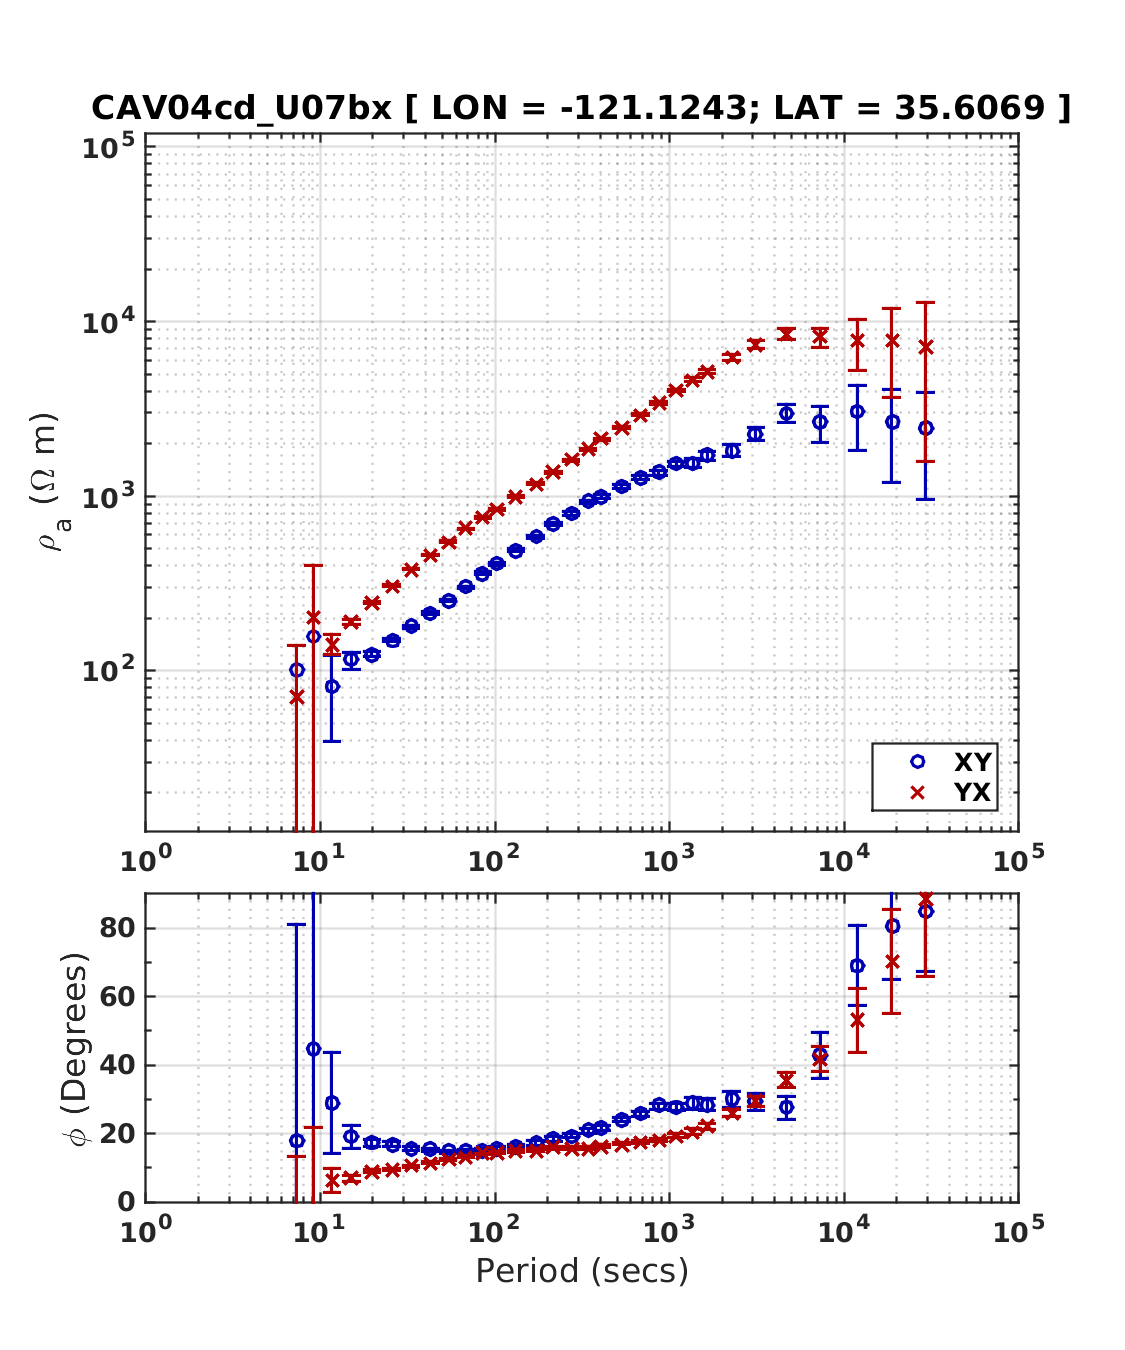 CAV04cd_U07bx [ LON = -121.1243; LAT = 35.6069 ]
10^5
10^4
10^3
10^2
ρ_a (Ω m)
XY
YX
10^0 10^1 10^2 10^3 10^4 10^5
80
60
40
20
0
ϕ (Degrees)
10^0 10^1 10^2 10^3 10^4 10^5
Period (secs)